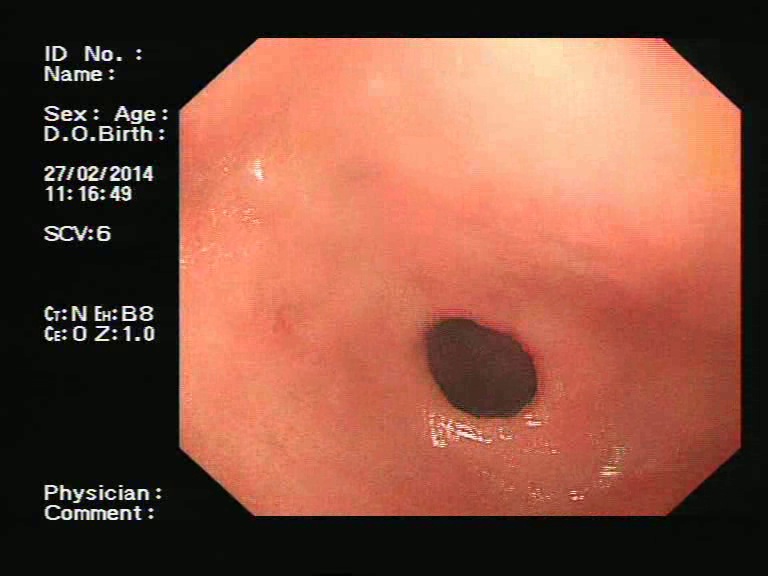 ID No. :
Name :
Sex : Age :
D.O.Birth :
27/02/2014
11:16:49
SCV:6
CT:N EH:B8
CE:0 Z:1.0
Physician :
Comment :